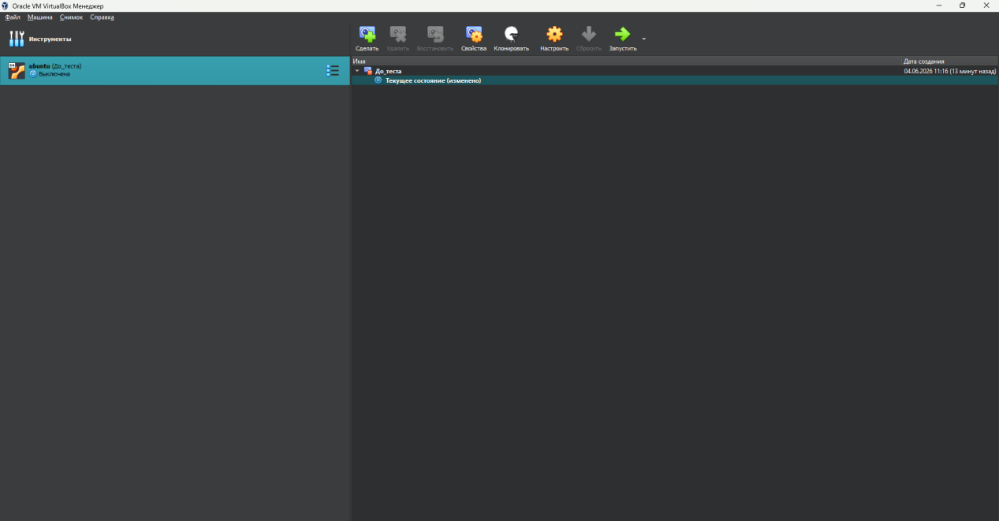 Oracle VM VirtualBox Менеджер
Файл Машина Снимок Справка
Инструменты
Сделать Удалить Восстановить Свойства Клонировать Настроить Сбросить Запустить
64
ubuntu (До_теста)
Выключена
Имя Дата создания
До_теста 04.06.2026 11:16 (13 минут назад)
Текущее состояние (изменено)